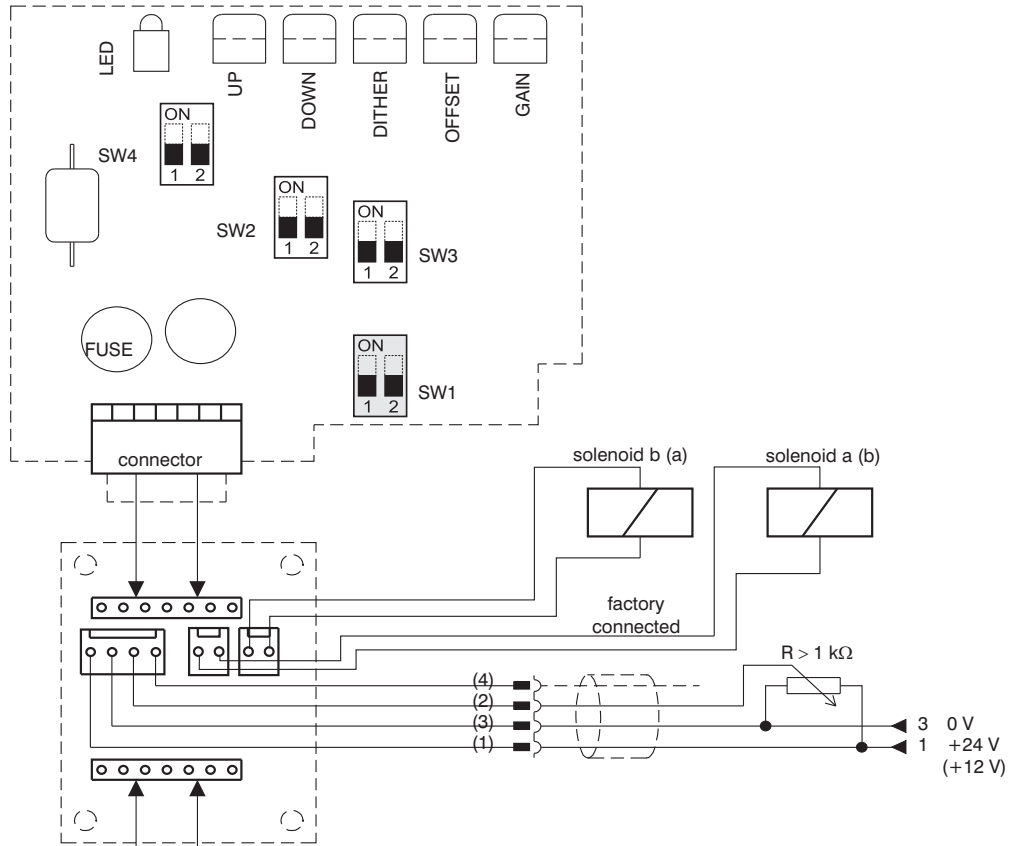 LED
UP
DOWN
DITHER
OFFSET
GAIN
ON
1 2
SW4
ON
1 2
SW2
ON
1 2
SW3
FUSE
ON
1 2
SW1
connector
solenoid b (a)
solenoid a (b)
factory
connected
R > 1 kΩ
(4)
(2)
(3)
3 0 V
(1)
1 +24 V
(+12 V)